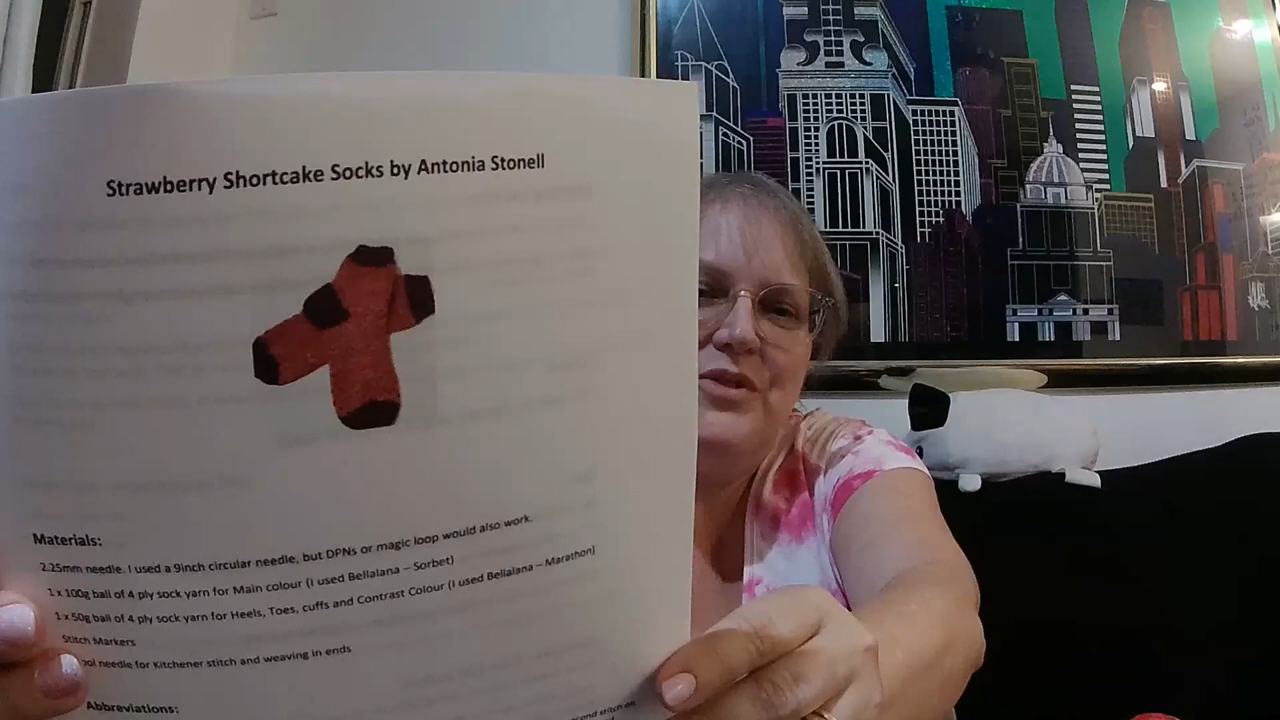 Strawberry Shortcake Socks by Antonia Stonell
Materials:
2.25mm needle. I used a 9inch circular needle, but DPNs or magic loop would also work.
1 x 100g ball of 4 ply sock yarn for Main colour (I used Bellalana – Sorbet)
1 x 50g ball of 4 ply sock yarn for Heels, Toes, cuffs and Contrast Colour (I used Bellalana – Marathon)
Stitch Markers
needle for Kitchener stitch and weaving in ends
Abbreviations:
stitch on